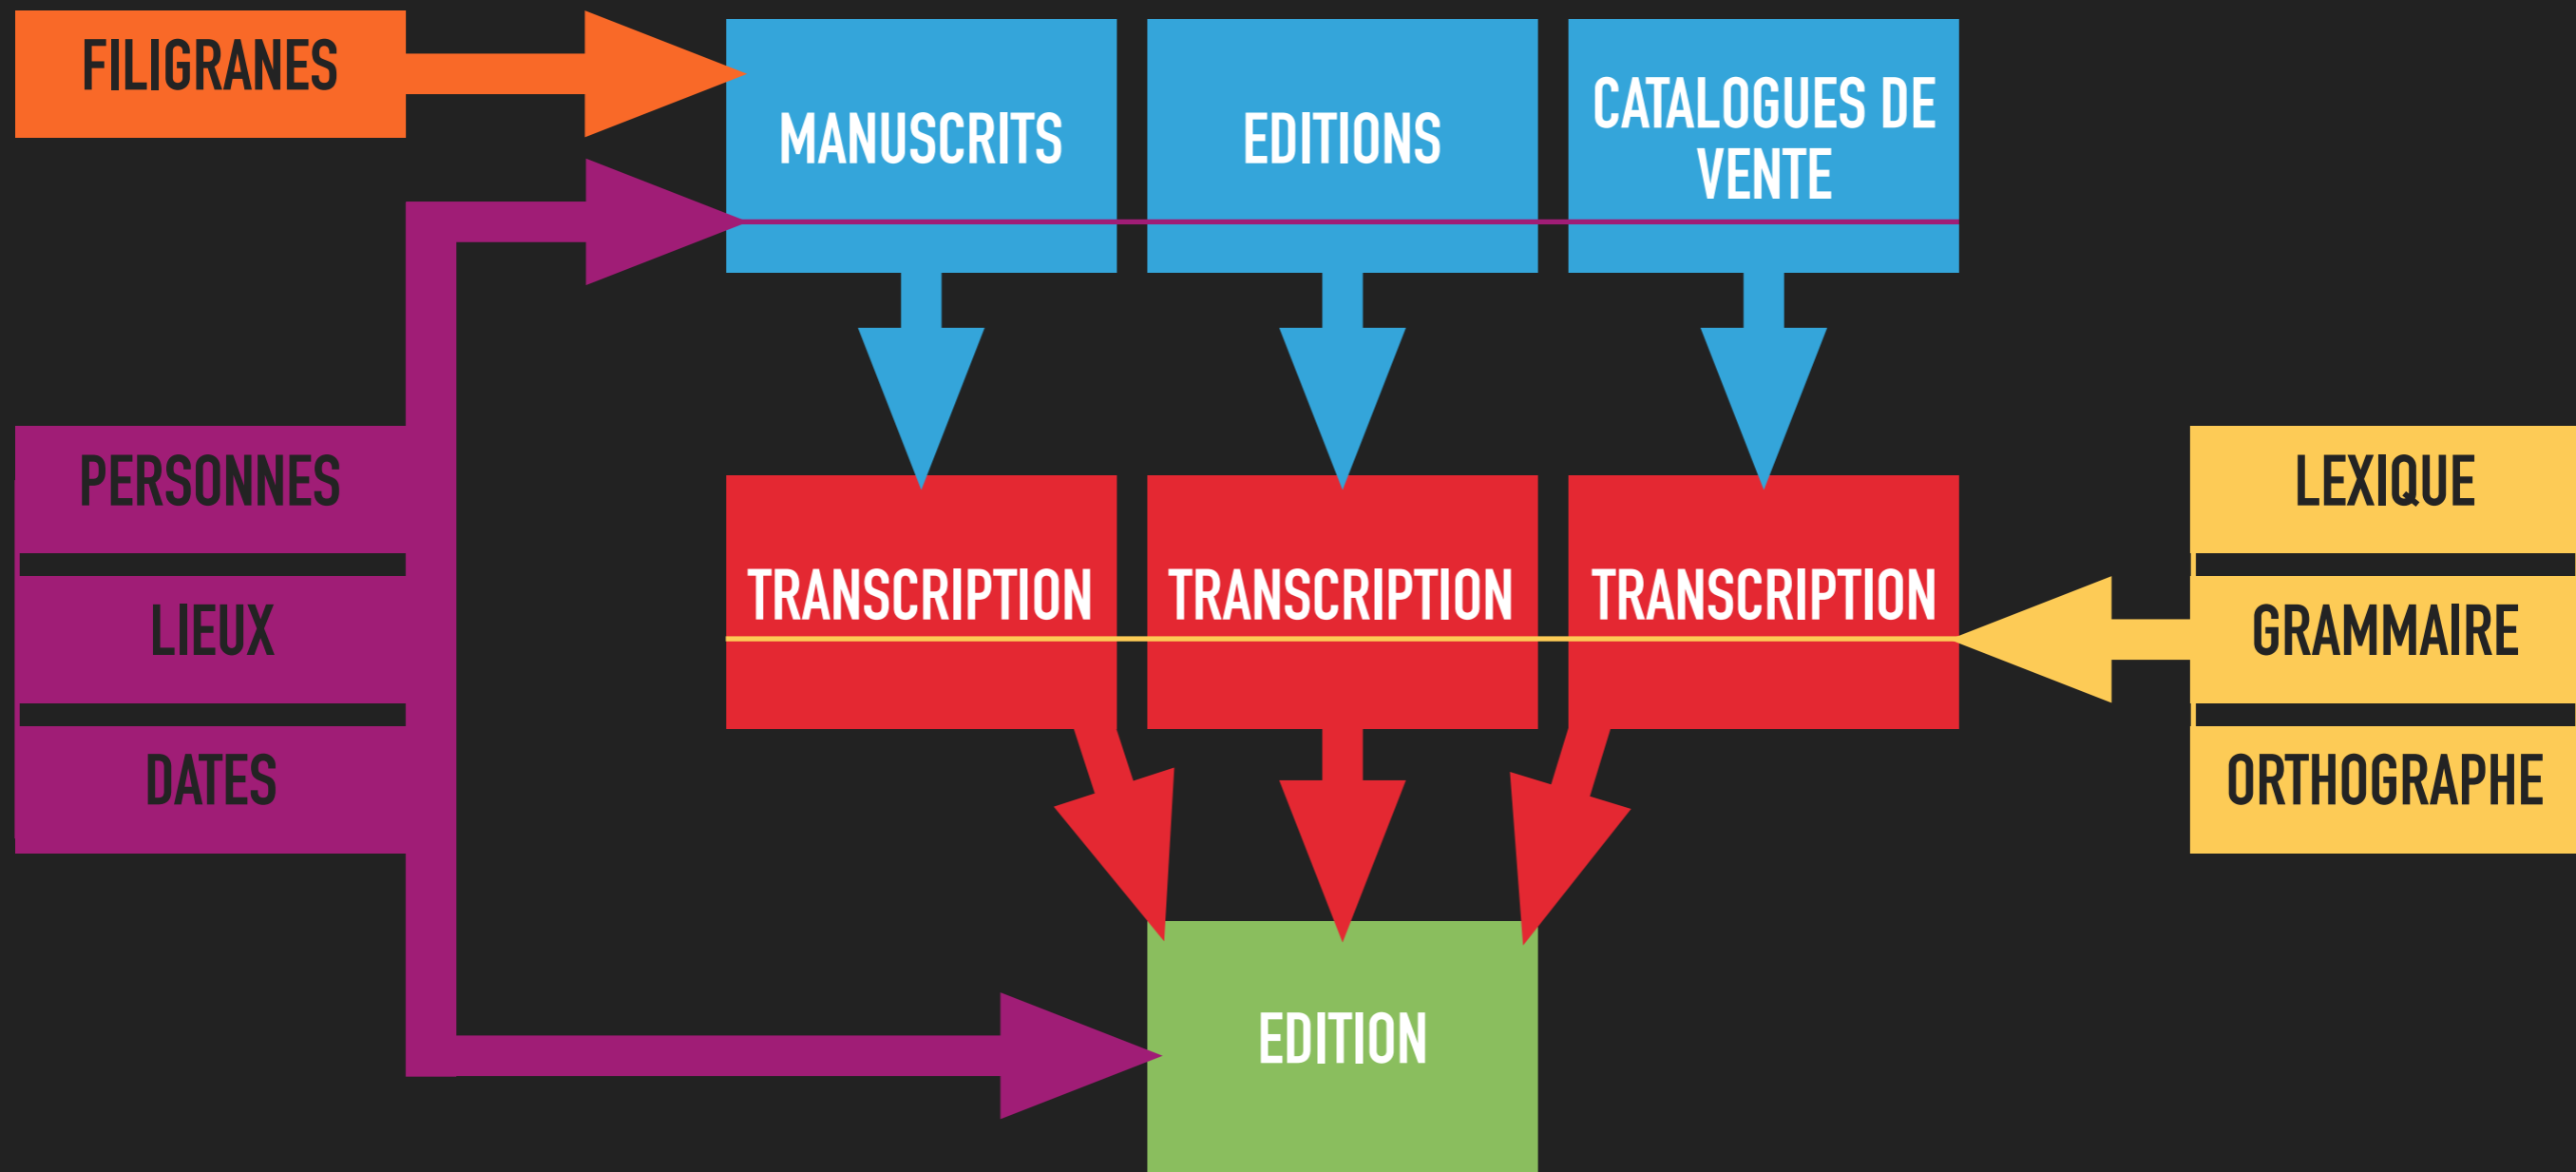 FILIGRANES
MANUSCRITS
EDITIONS
CATALOGUES DE
VENTE
PERSONNES
LIEUX
DATES
TRANSCRIPTION
TRANSCRIPTION
TRANSCRIPTION
LEXIQUE
GRAMMAIRE
ORTHOGRAPHE
EDITION